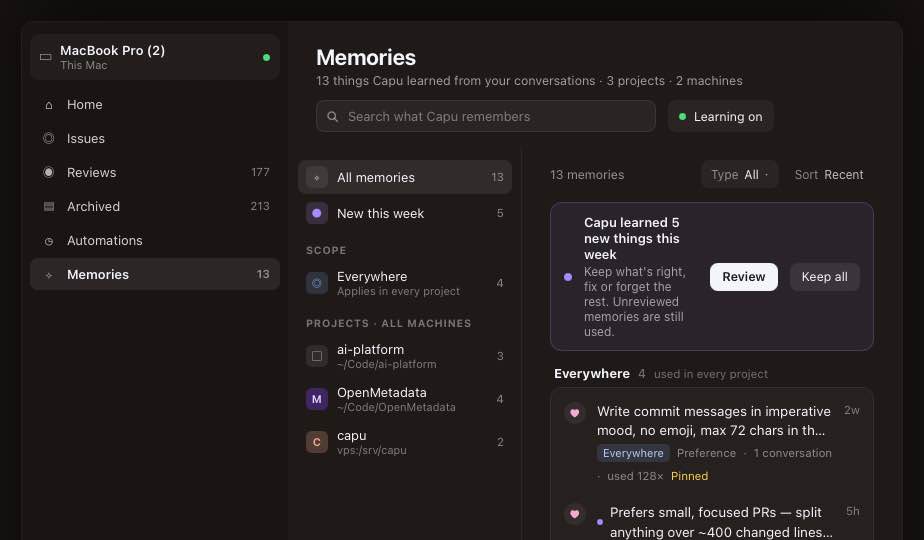 MacBook Pro (2)
This Mac
Home
Issues
Reviews 177
Archived 213
Automations
Memories 13
Memories
13 things Capu learned from your conversations · 3 projects · 2 machines
Search what Capu remembers
Learning on
All memories 13
New this week 5
SCOPE
Everywhere 4
Applies in every project
PROJECTS · ALL MACHINES
ai-platform 3
~/Code/ai-platform
M OpenMetadata 4
~/Code/OpenMetadata
C capu 2
vps:/srv/capu
13 memories
Type All ·
Sort Recent
Capu learned 5
new things this
week
Keep what's right,
fix or forget the
rest. Unreviewed
memories are still
used.
Review
Keep all
Everywhere 4 used in every project
Write commit messages in imperative 2w
mood, no emoji, max 72 chars in th...
Everywhere Preference · 1 conversation
· used 128× Pinned
Prefers small, focused PRs — split 5h
anything over ~400 changed lines...